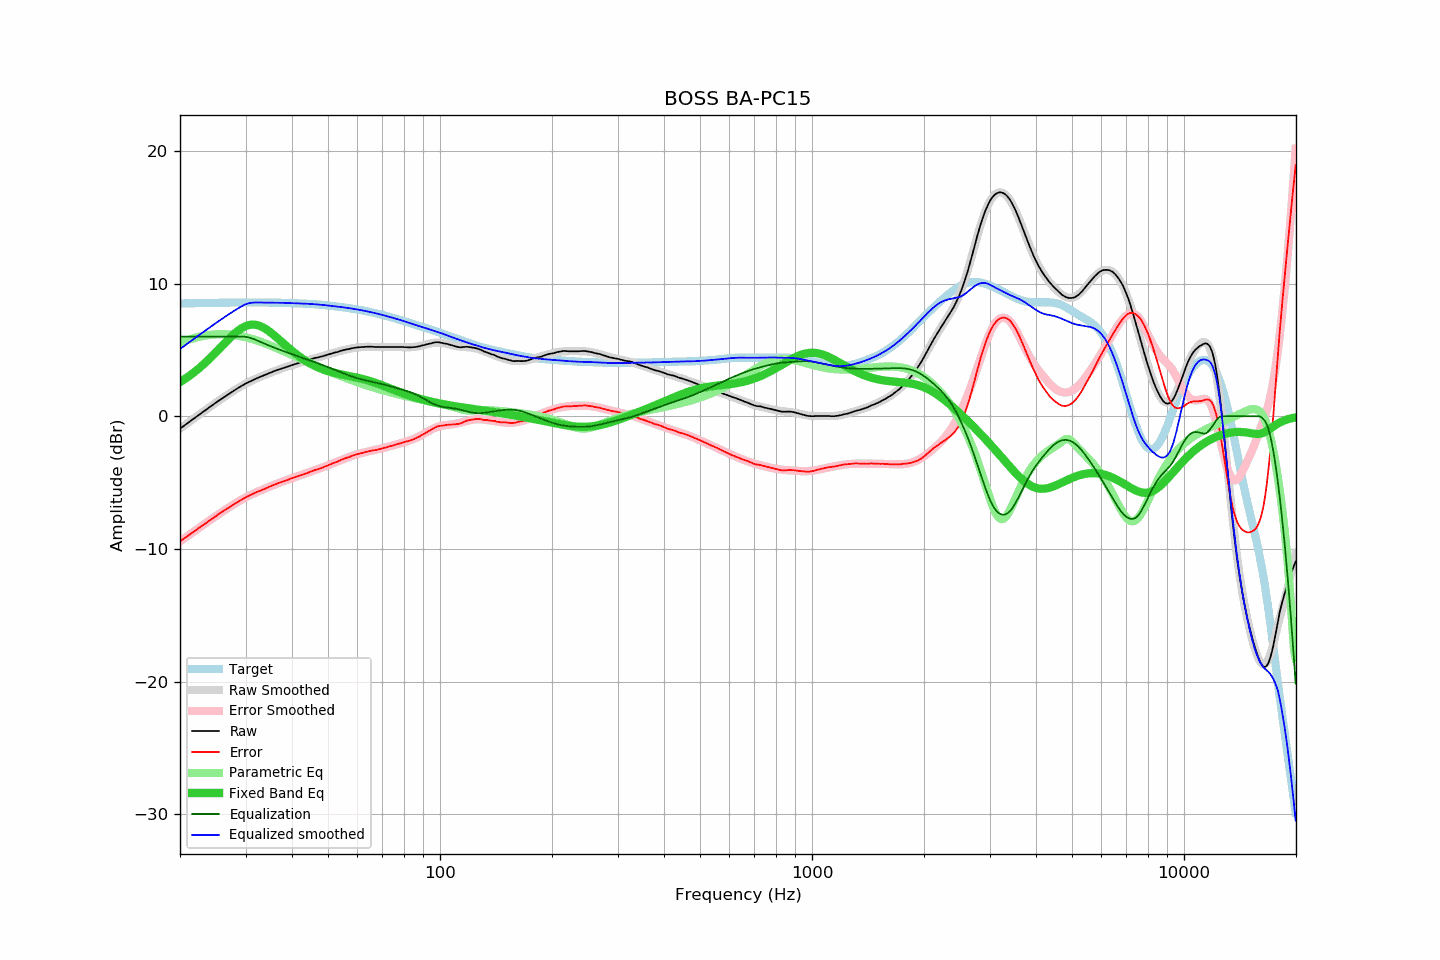 BOSS BA-PC15
20
10
0
−10
−20
−30
Amplitude (dBr)
Target
Raw Smoothed
Error Smoothed
Raw
Error
Parametric Eq
Fixed Band Eq
Equalization
Equalized smoothed
100
1000
10000
Frequency (Hz)